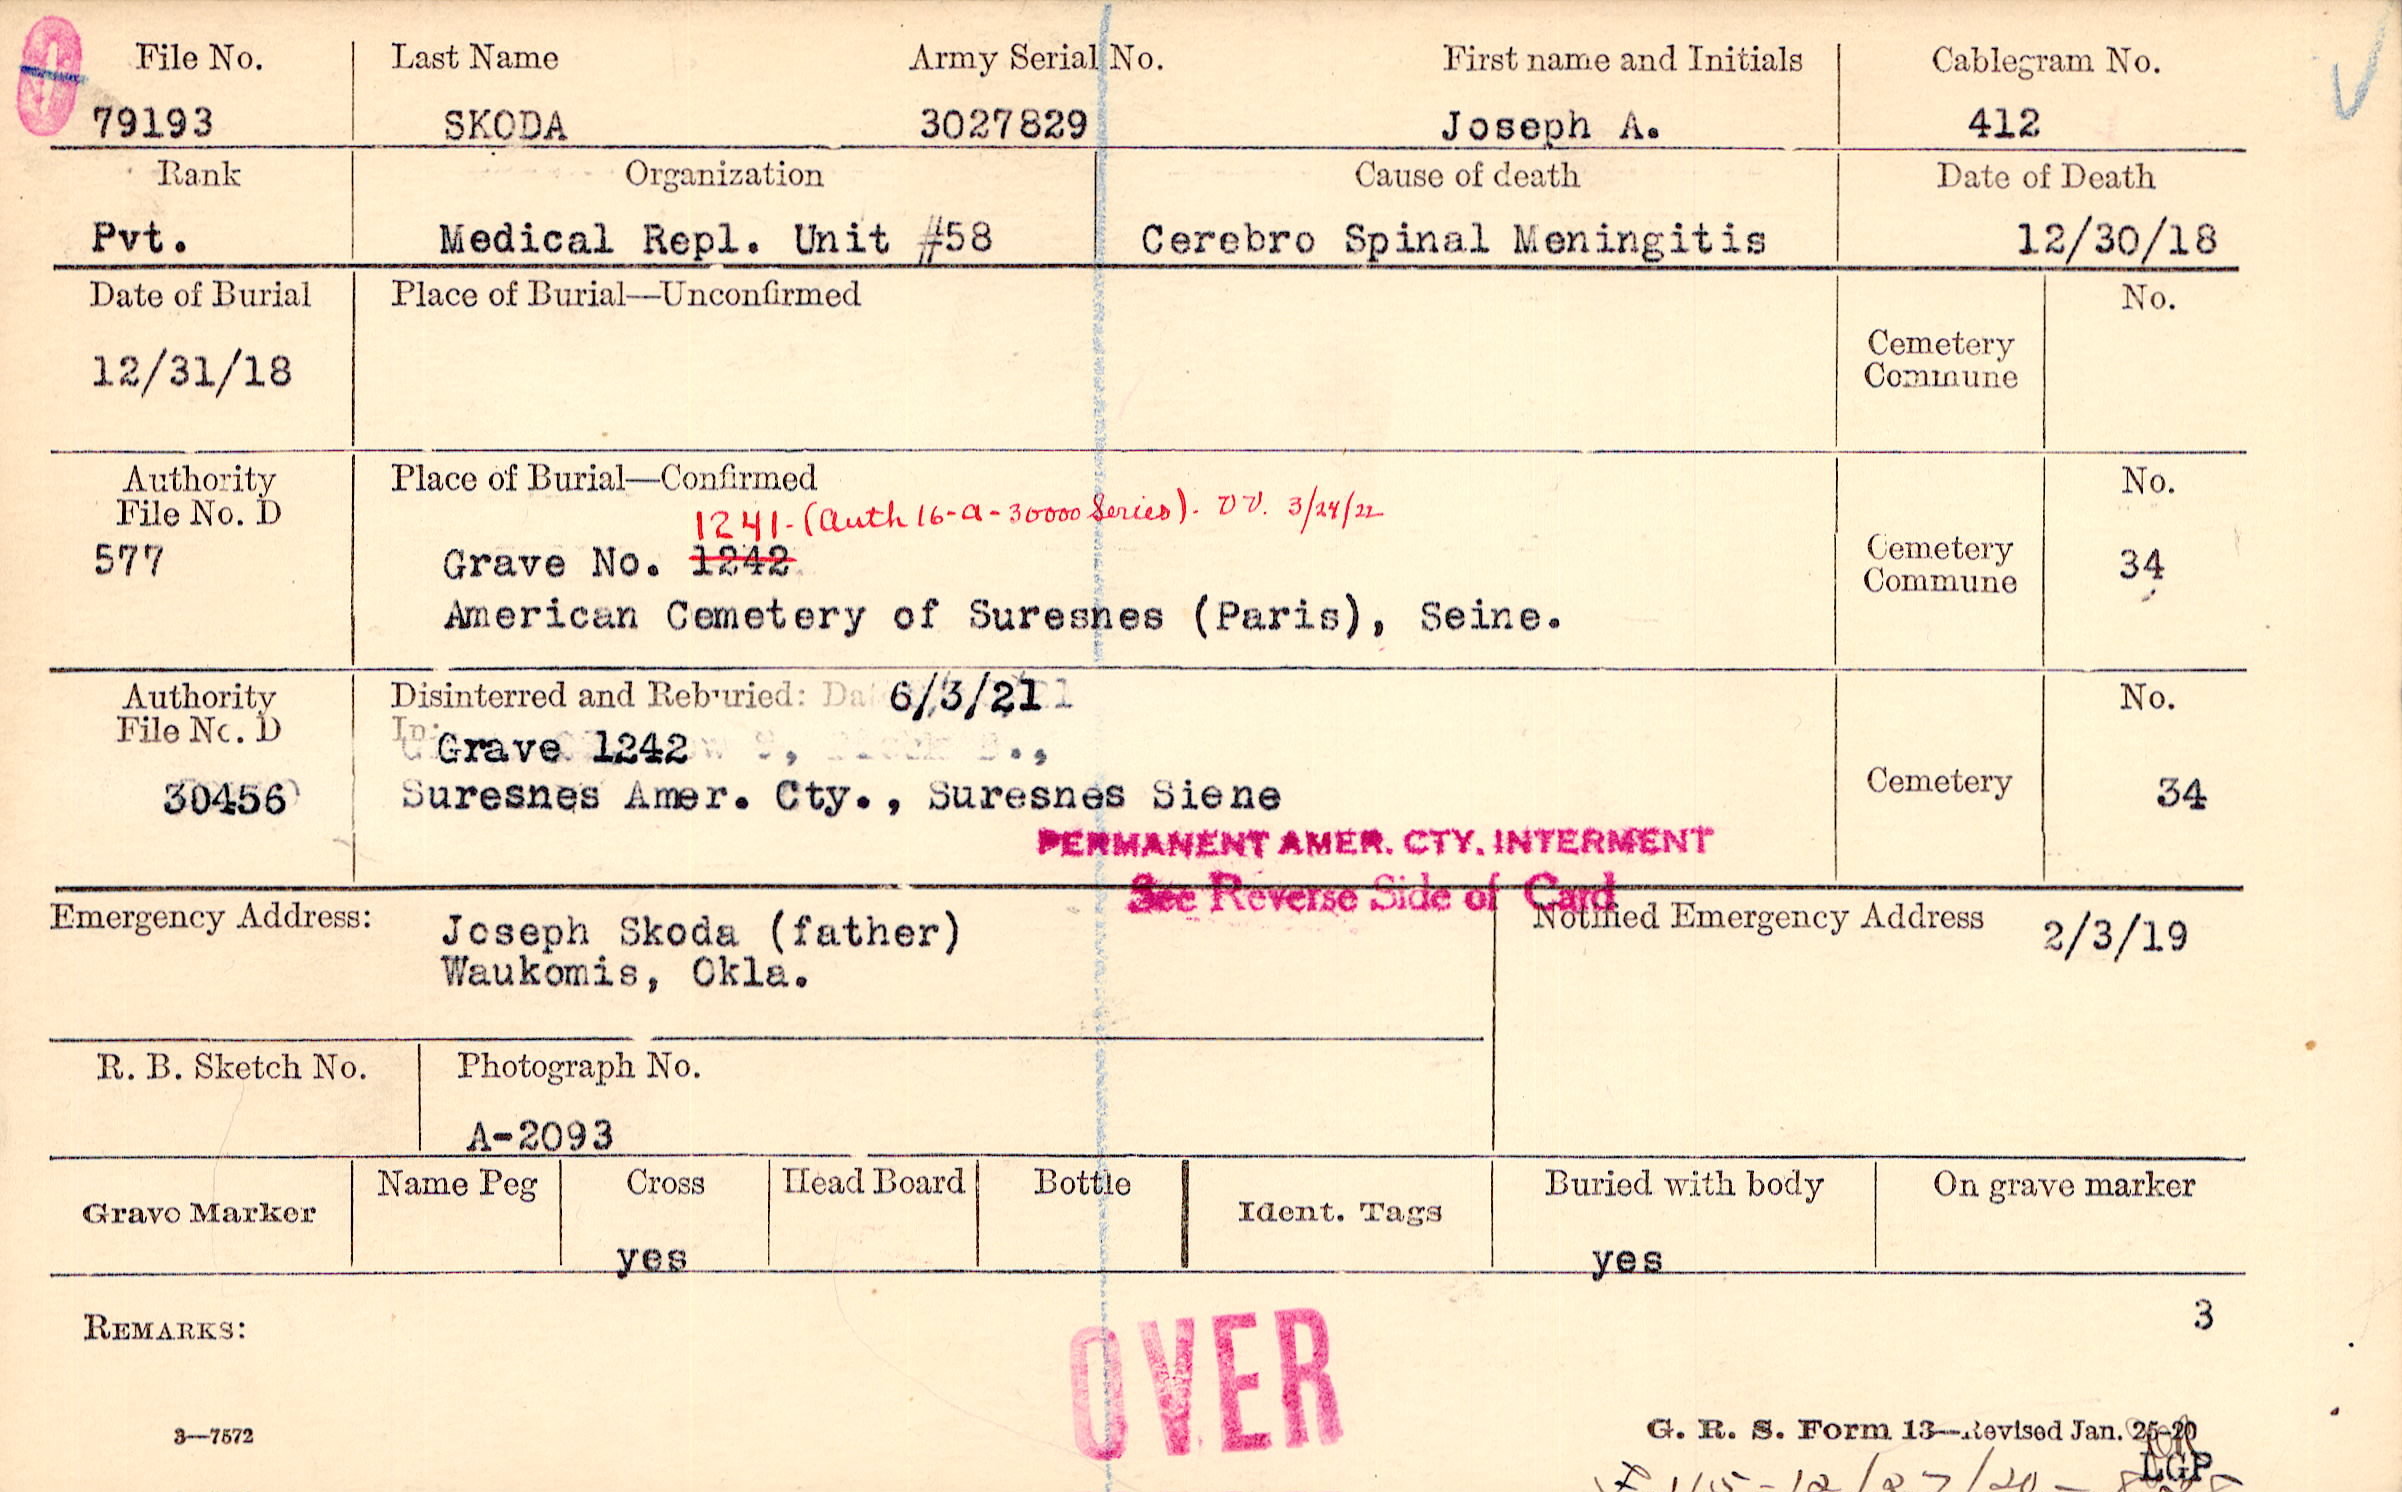 File No. Last Name Army Serial No. First name and Initials Cablegram No.
79193 SKODA 3027829 Joseph A. 412
Rank Organization Cause of death Date of Death
Pvt. Medical Repl. Unit #58 Cerebro Spinal Meningitis 12/30/18
Date of Burial Place of Burial—Unconfirmed No.
12/31/18 Cemetery
Commune
Authority Place of Burial—Confirmed No.
File No. D
1241-(Auth 16-a-30000 Series). VV. 3/24/22
577 Grave No. 1242 Cemetery 34
Commune
American Cemetery of Suresnes (Paris), Seine.
Authority Disinterred and Reburied: 6/3/21 No.
File No. D In:
Grave 1242
30456 Suresnes Amer. Cty., Suresnes Siene Cemetery 34
PERMANENT AMER. CTY. INTERMENT
See Reverse Side of Card
Emergency Address: Joseph Skoda (father) Notified Emergency Address 2/3/19
Waukomis, Okla.
R. B. Sketch No. Photograph No.
A-2093
Grave Marker Name Peg Cross Head Board Bottle Ident. Tags Buried with body On grave marker
yes yes
3
REMARKS:
OVER
3—7572 G. R. S. Form 13—Revised Jan. 25-20
LGP